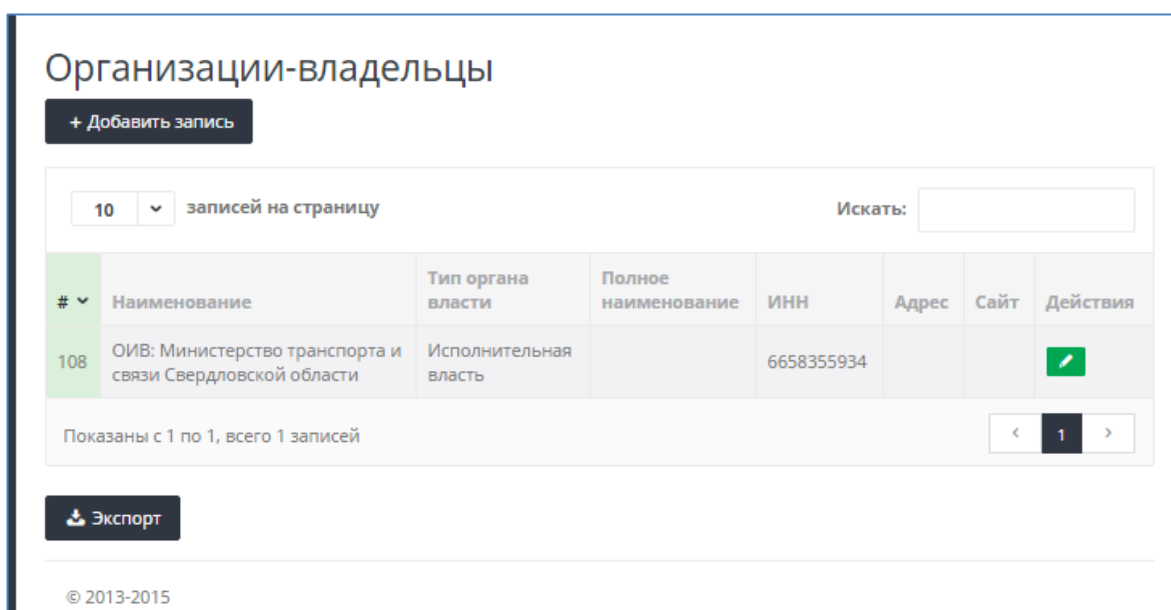 Организации-владельцы
+ Добавить запись
10 записей на страницу
Искать:
# Наименование Тип органа власти Полное наименование ИНН Адрес Сайт Действия
108 ОИВ: Министерство транспорта и связи Свердловской области Исполнительная власть 6658355934
Показаны с 1 по 1, всего 1 записей
< 1 >
Экспорт
© 2013-2015